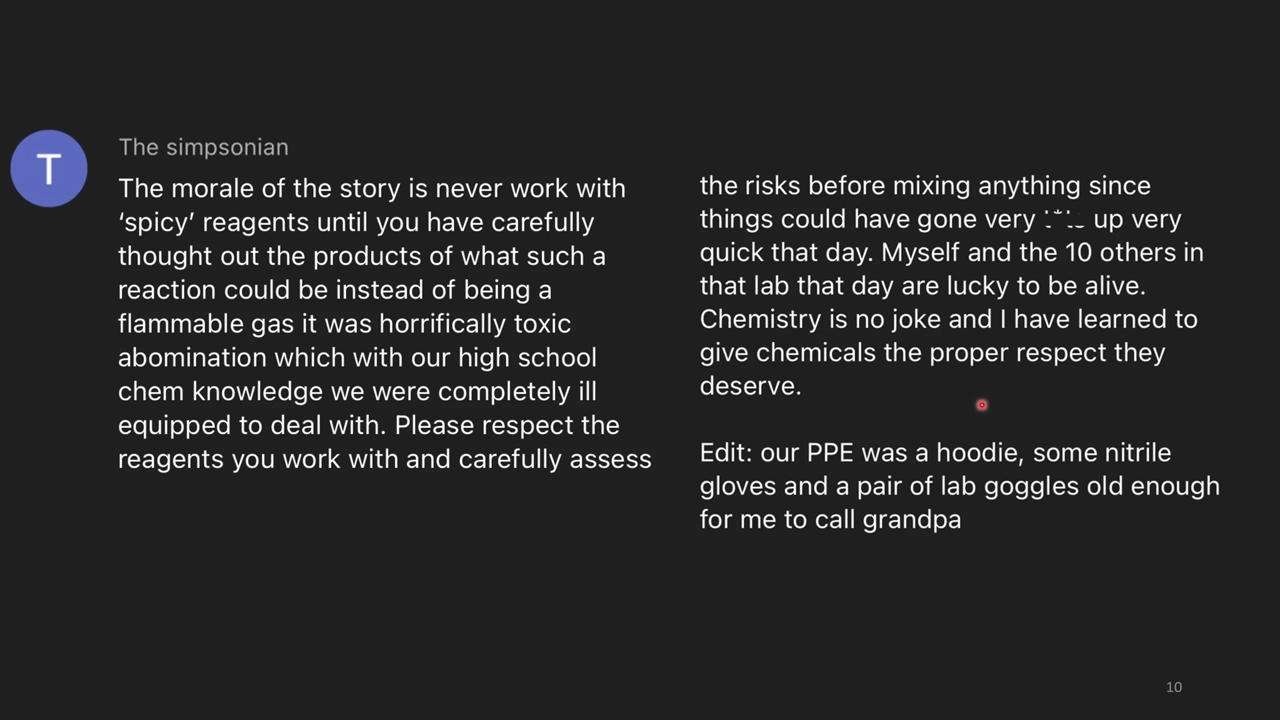 T
The simpsonian
The morale of the story is never work with
‘spicy’ reagents until you have carefully
thought out the products of what such a
reaction could be instead of being a
flammable gas it was horrifically toxic
abomination which with our high school
chem knowledge we were completely ill
equipped to deal with. Please respect the
reagents you work with and carefully assess
the risks before mixing anything since
things could have gone very up very
quick that day. Myself and the 10 others in
that lab that day are lucky to be alive.
Chemistry is no joke and I have learned to
give chemicals the proper respect they
deserve.
Edit: our PPE was a hoodie, some nitrile
gloves and a pair of lab goggles old enough
for me to call grandpa
10